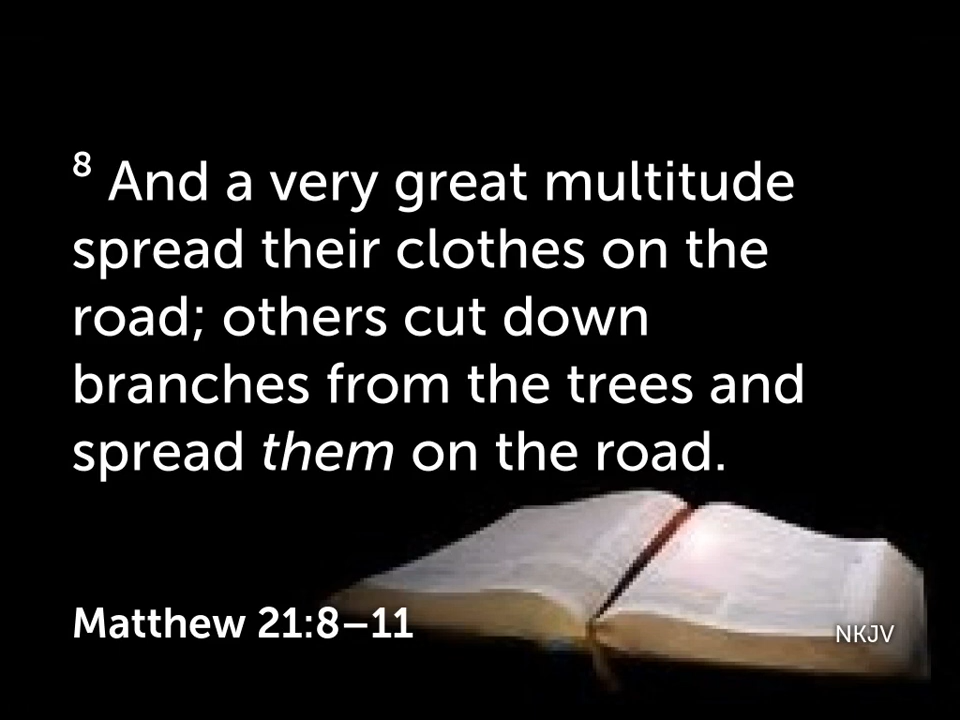 ⁸ And a very great multitude
spread their clothes on the
road; others cut down
branches from the trees and
spread them on the road.
Matthew 21:8–11
NKJV